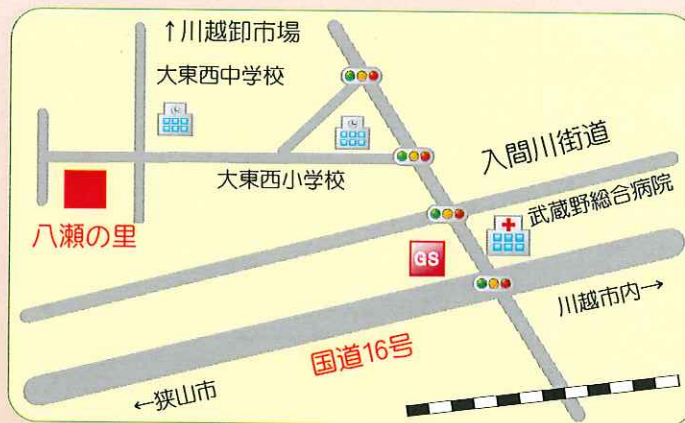 ↑川越卸市場
大東西中学校
大東西小学校
入間川街道
武蔵野総合病院
八瀬の里
GS
川越市内→
国道16号
←狭山市